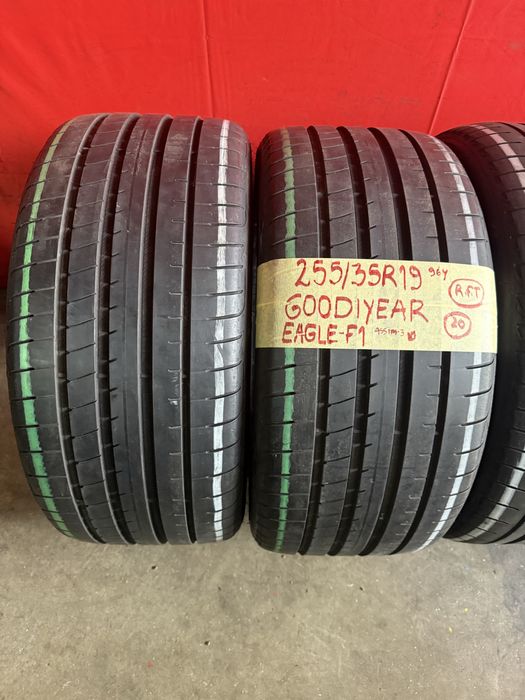 255/35R19 96Y
R.F.T
GOODIYEAR
20
EAGLE-F1